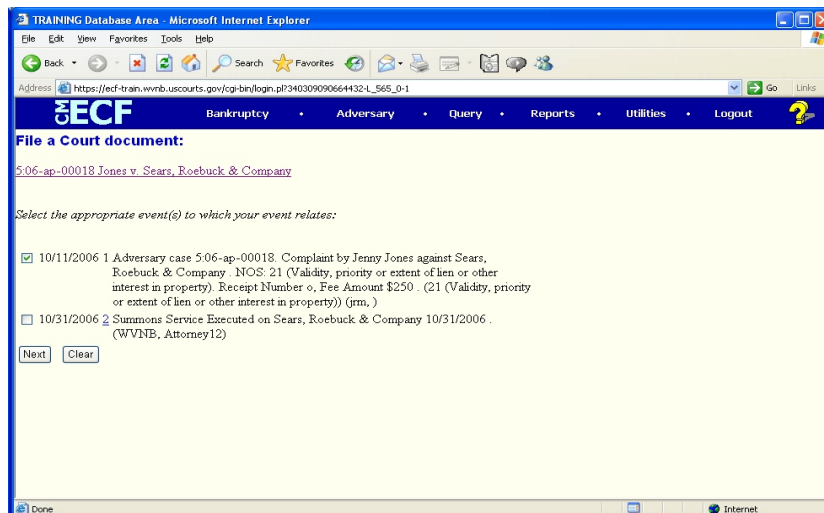 TRAINING Database Area - Microsoft Internet Explorer
File Edit View Favorites Tools Help
Back Search Favorites
Address https://ecf-train.wvnb.uscourts.gov/cgi-bin/login.pl?340309090664432-L_565_0-1 Go Links
CM ECF Bankruptcy • Adversary • Query • Reports • Utilities • Logout ?
File a Court document:
5:06-ap-00018 Jones v. Sears, Roebuck & Company
Select the appropriate event(s) to which your event relates:
10/11/2006 1 Adversary case 5:06-ap-00018. Complaint by Jenny Jones against Sears,
Roebuck & Company . NOS: 21 (Validity, priority or extent of lien or other
interest in property). Receipt Number o, Fee Amount $250 . (21 (Validity, priority
or extent of lien or other interest in property)) (jrm, )
10/31/2006 2 Summons Service Executed on Sears, Roebuck & Company 10/31/2006 .
(WVNB, Attorney12)
Next Clear
Done Internet